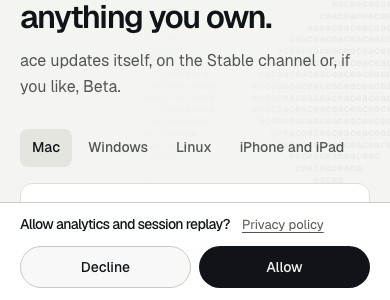 anything you own.
ace updates itself, on the Stable channel or, if
you like, Beta.
Mac Windows Linux iPhone and iPad
Allow analytics and session replay? Privacy policy
Decline Allow